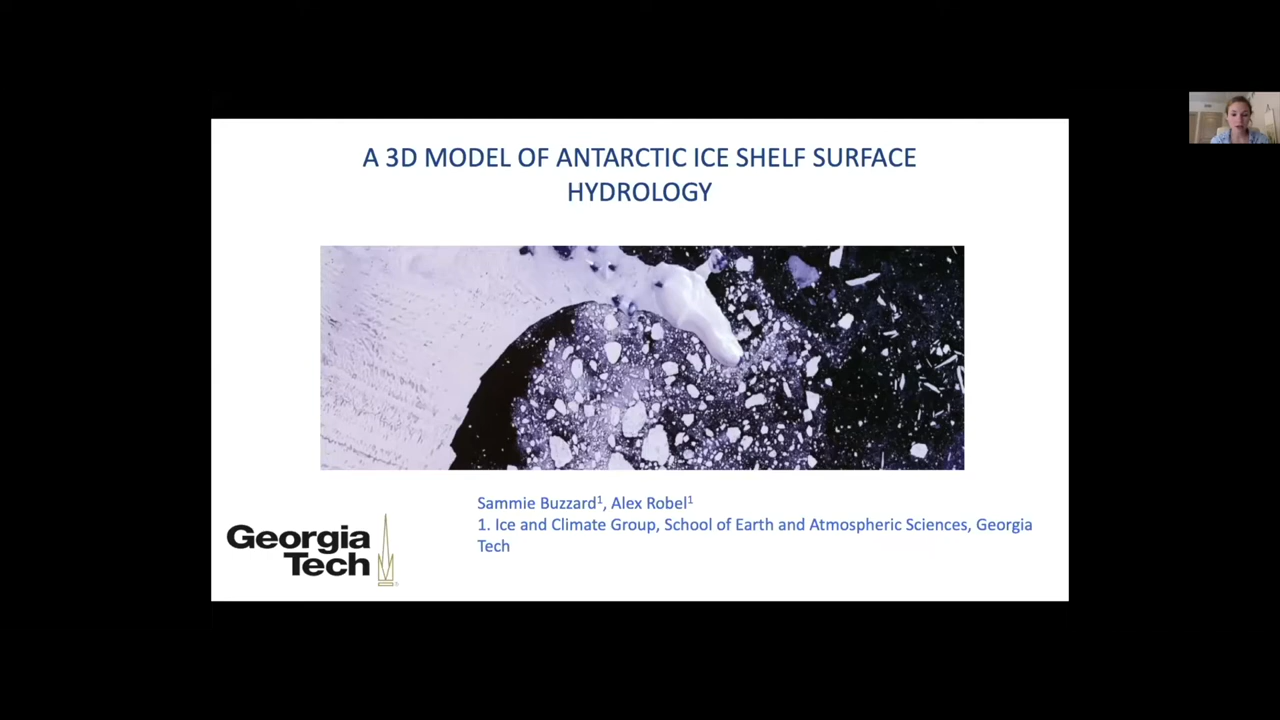 A 3D MODEL OF ANTARCTIC ICE SHELF SURFACE
HYDROLOGY
Sammie Buzzard¹, Alex Robel¹
1. Ice and Climate Group, School of Earth and Atmospheric Sciences, Georgia
Tech
Georgia
Tech